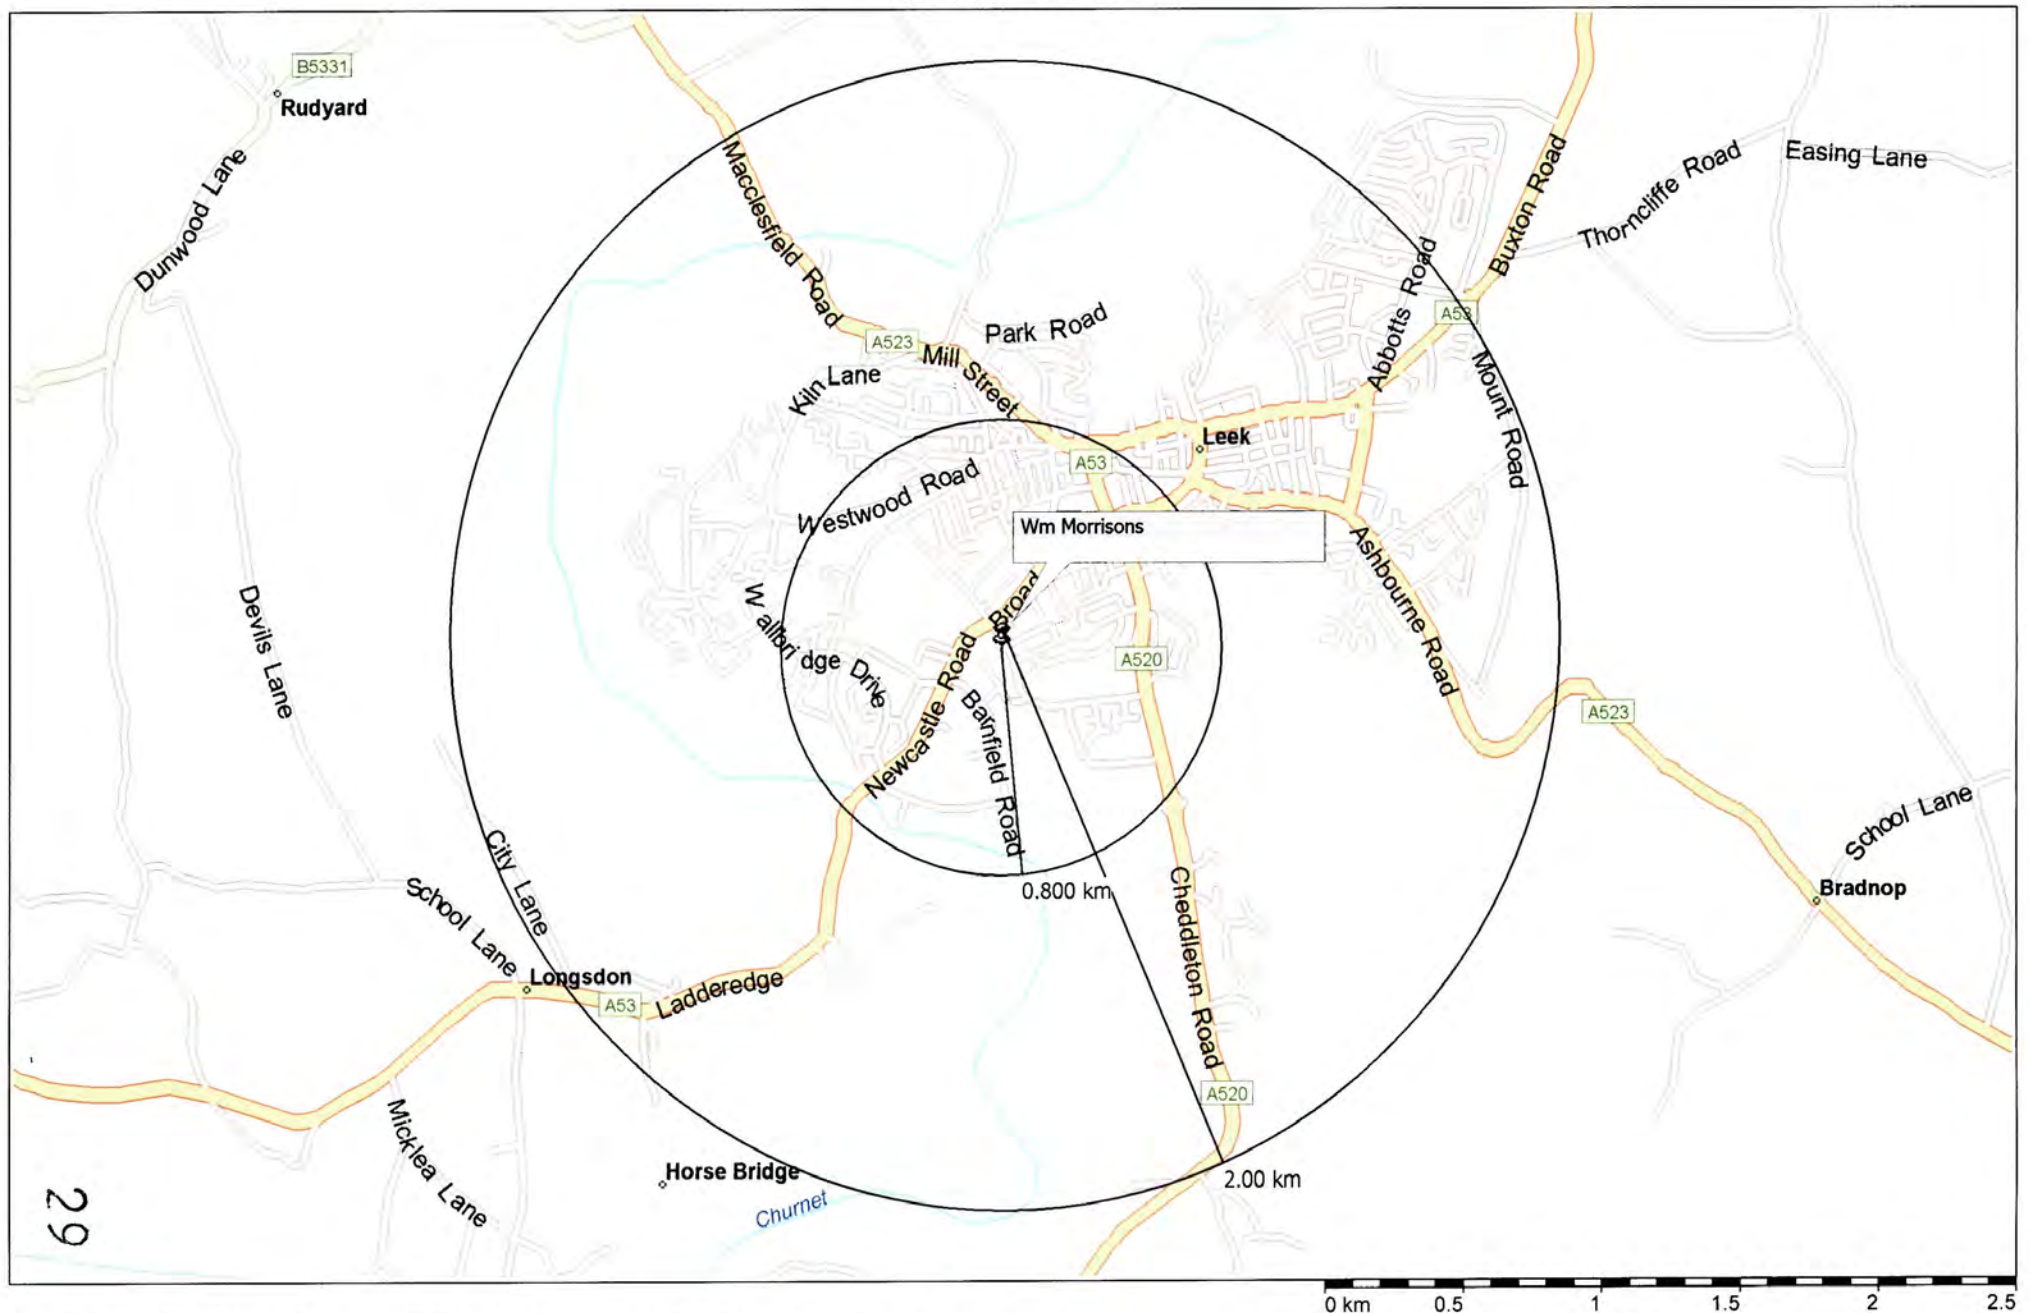 B5331
Rudyard
Dunwood Lane
Macclesfield Road
Buxton Road
Thorncliffe Road
Easing Lane
Abbotts Road
A53
A523
Mill Street
Park Road
Kiln Lane
Mount Road
Leek
A53
Westwood Road
Wm Morrisons
Ashbourne Road
Broad
Wallbridge Drive
Devils Lane
Newcastle Road
Barnfield Road
A520
A523
School Lane
Bradnop
City Lane
School Lane
0.800 km
Cheddleton Road
Longsdon
A53
Ladderedge
A520
Micklea Lane
Horse Bridge
Churnet
2.00 km
29
0 km 0.5 1 1.5 2 2.5